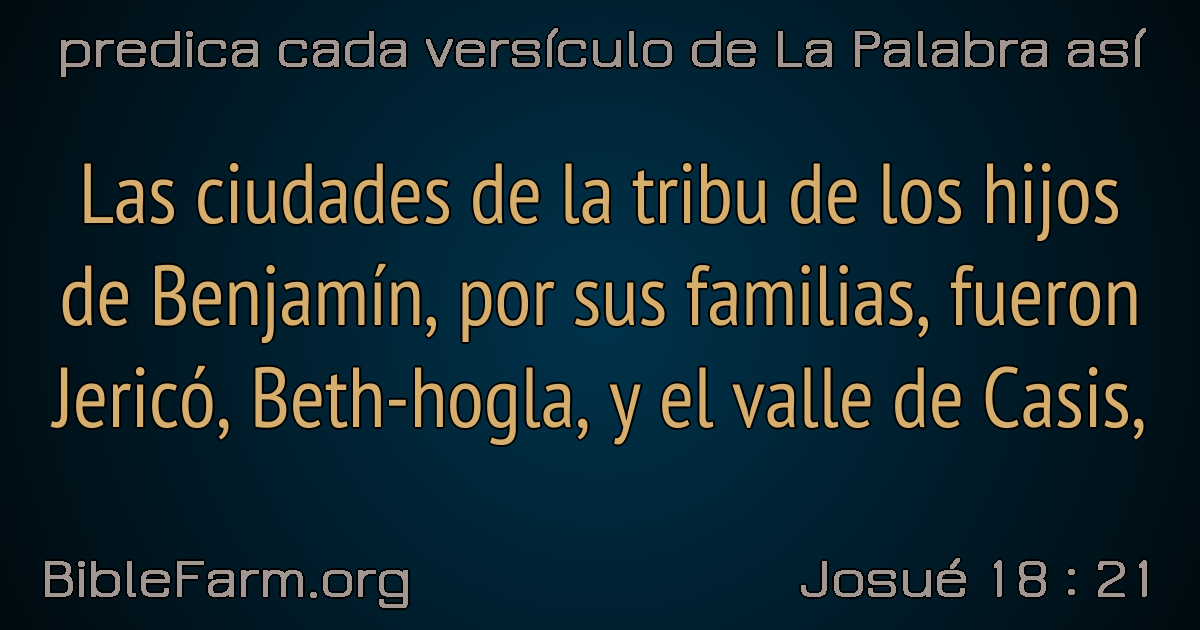 predica cada versículo de La Palabra así
Las ciudades de la tribu de los hijos
de Benjamín, por sus familias, fueron
Jericó, Beth-hogla, y el valle de Casis,
BibleFarm.org
Josué 18 : 21